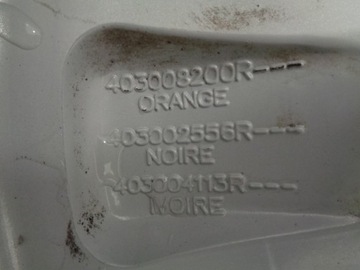 403008200R---
ORANGE
403002556R---
NOIRE
403004113R---
NOIRE